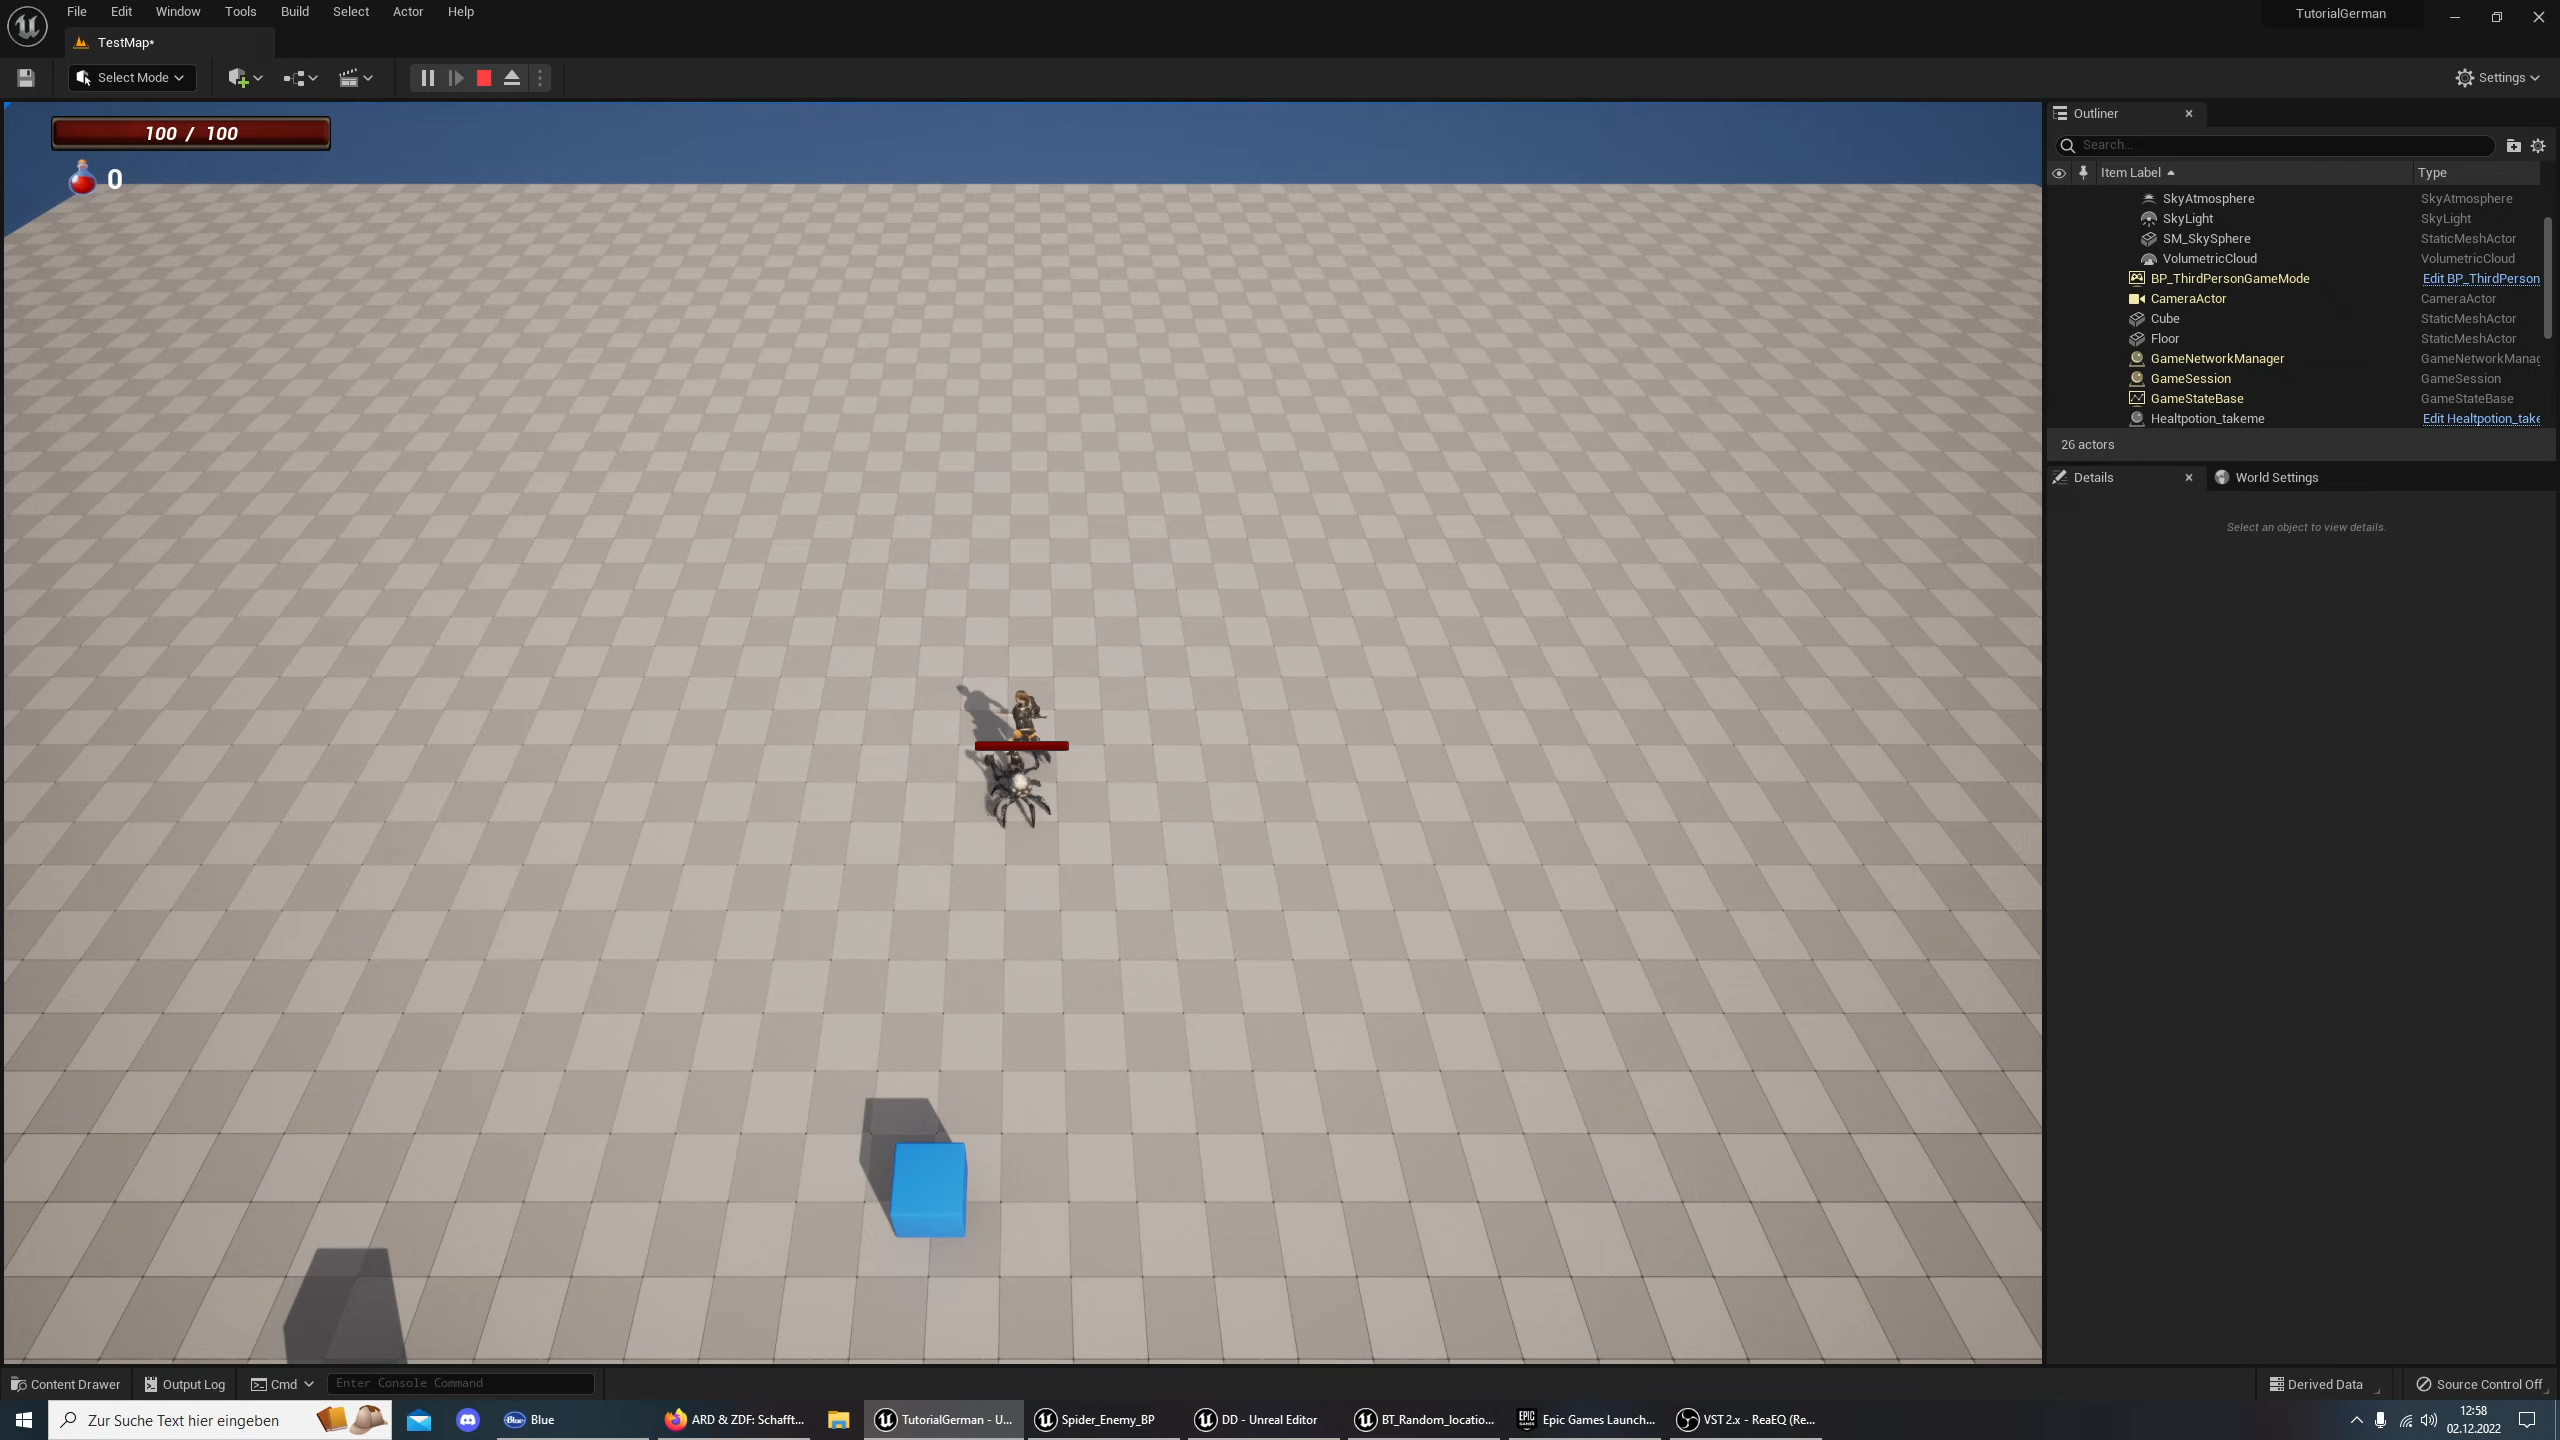 File Edit Window Tools Build Select Actor Help
TutorialGerman
TestMap*
Select Mode
Settings
100 / 100
0
Outliner
Search...
Item Label Type
SkyAtmosphere SkyAtmosphere
SkyLight SkyLight
SM_SkySphere StaticMeshActor
VolumetricCloud VolumetricCloud
BP_ThirdPersonGameMode Edit BP_ThirdPerson
CameraActor CameraActor
Cube StaticMeshActor
Floor StaticMeshActor
GameNetworkManager GameNetworkManag
GameSession GameSession
GameStateBase GameStateBase
Healtpotion_takeme Edit Healtpotion_take
26 actors
Details World Settings
Select an object to view details.
Content Drawer Output Log Cmd Enter Console Command Derived Data Source Control Off
Zur Suche Text hier eingeben Blue Blue ARD & ZDF: Schafft... TutorialGerman - U... Spider_Enemy_BP DD - Unreal Editor BT_Random_locatio... EPIC GAMES Epic Games Launch... VST 2.x - ReaEQ (Re... 12:58
02.12.2022